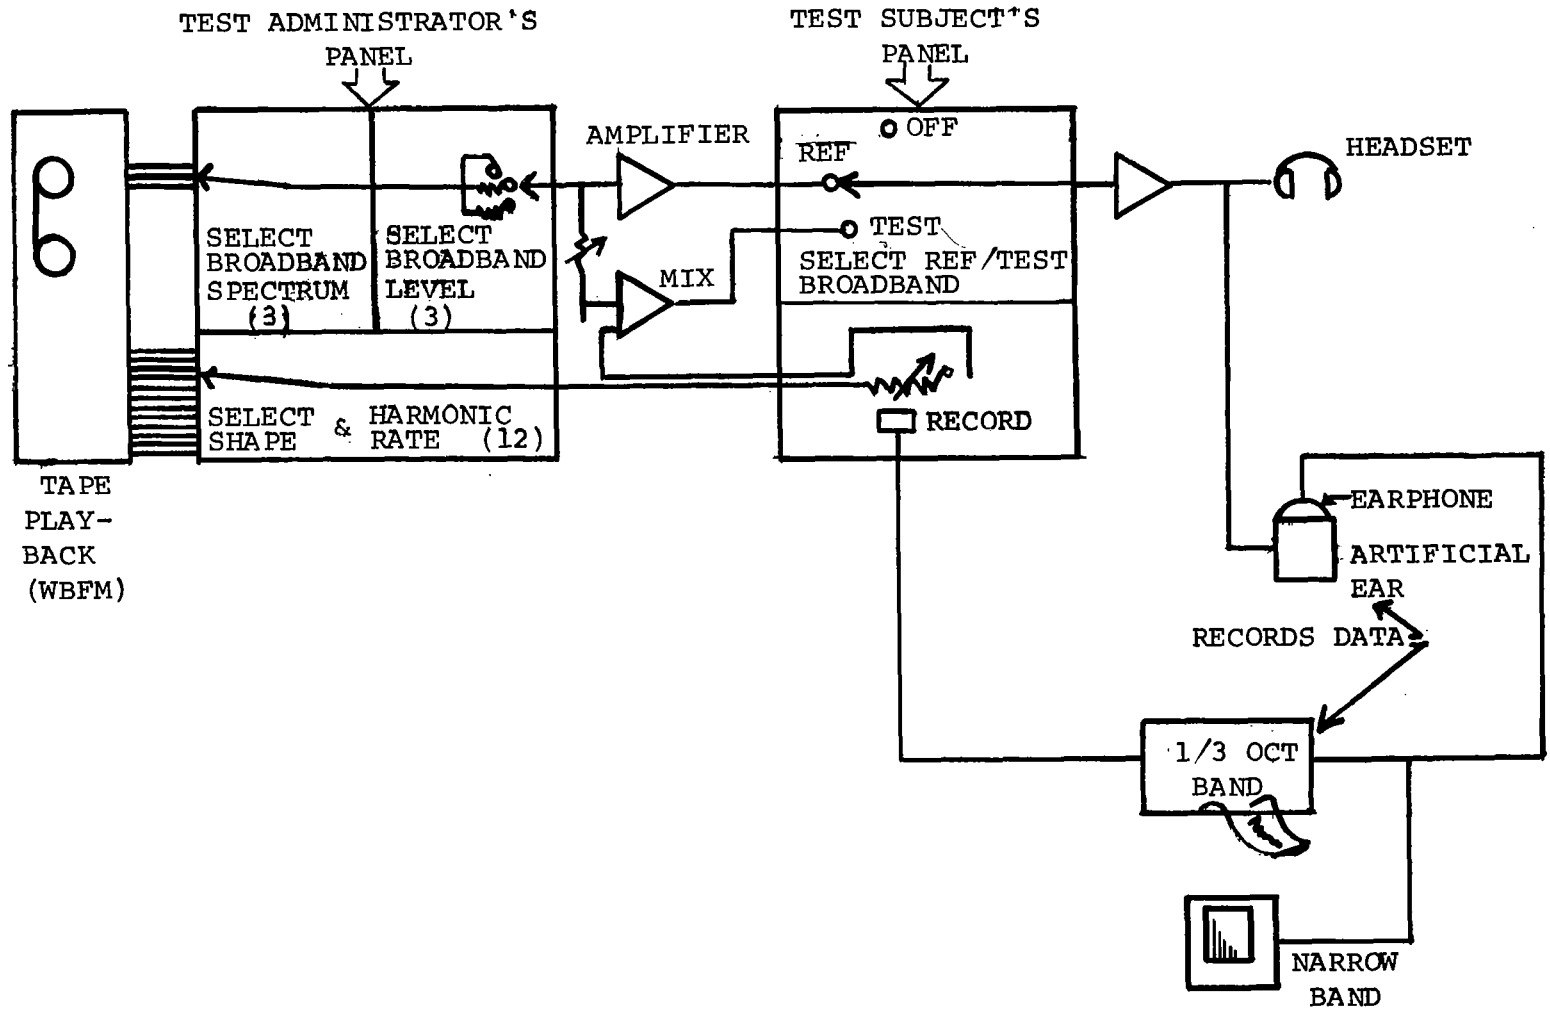 TEST ADMINISTRATOR'S
PANEL
TEST SUBJECT'S
PANEL
OFF
AMPLIFIER
REF
HEADSET
TEST
SELECT REF/TEST
BROADBAND
SELECT
BROADBAND
SPECTRUM
(3)
SELECT
BROADBAND
LEVEL
(3)
MIX
SELECT & HARMONIC
SHAPE RATE (12)
RECORD
TAPE
PLAY-
BACK
(WBFM)
EARPHONE
ARTIFICIAL
EAR
RECORDS DATA
1/3 OCT
BAND
NARROW
BAND